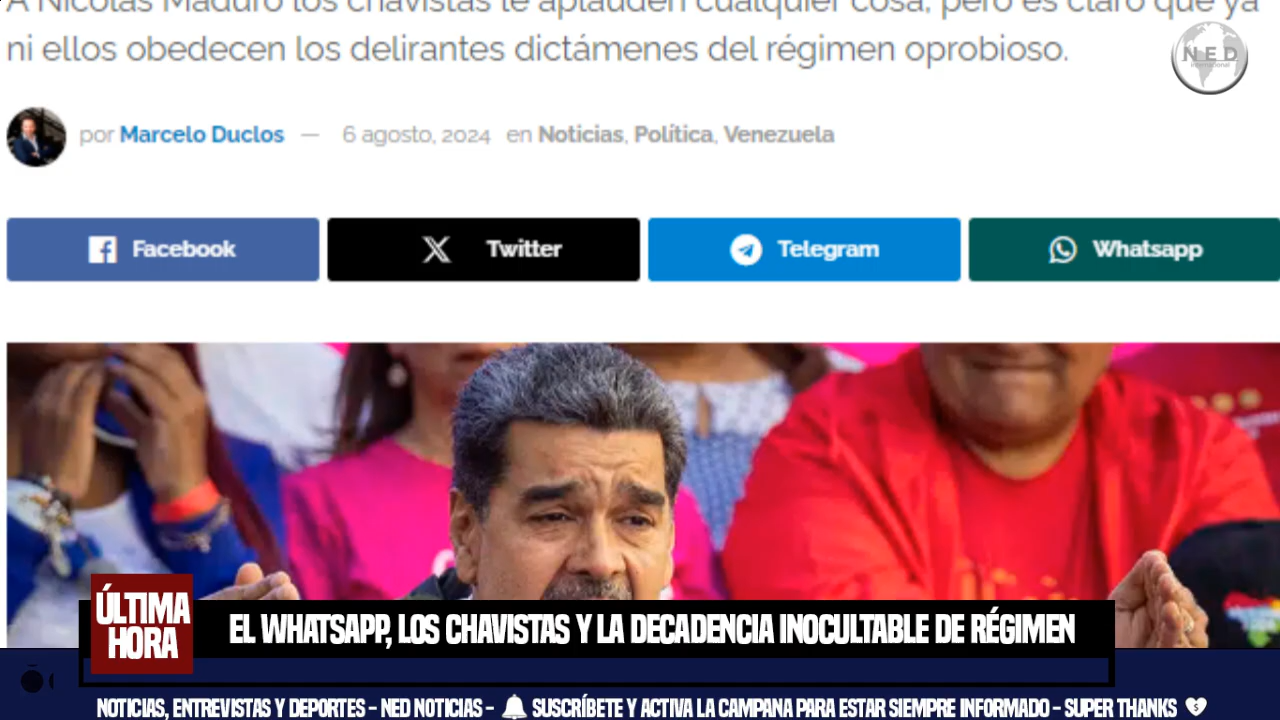 A Nicolás Maduro los chavistas le aplauden cualquier cosa, pero es claro que ya
ni ellos obedecen los delirantes dictámenes del régimen oprobioso.
NED
International
por Marcelo Duclos — 6 agosto, 2024 en Noticias, Política, Venezuela
Facebook
Twitter
Telegram
Whatsapp
ÚLTIMA
HORA
EL WHATSAPP, LOS CHAVISTAS Y LA DECADENCIA INOCULTABLE DE RÉGIMEN
NOTICIAS, ENTREVISTAS Y DEPORTES - NED NOTICIAS - 🔔 SUSCRÍBETE Y ACTIVA LA CAMPANA PARA ESTAR SIEMPRE INFORMADO - SUPER THANKS